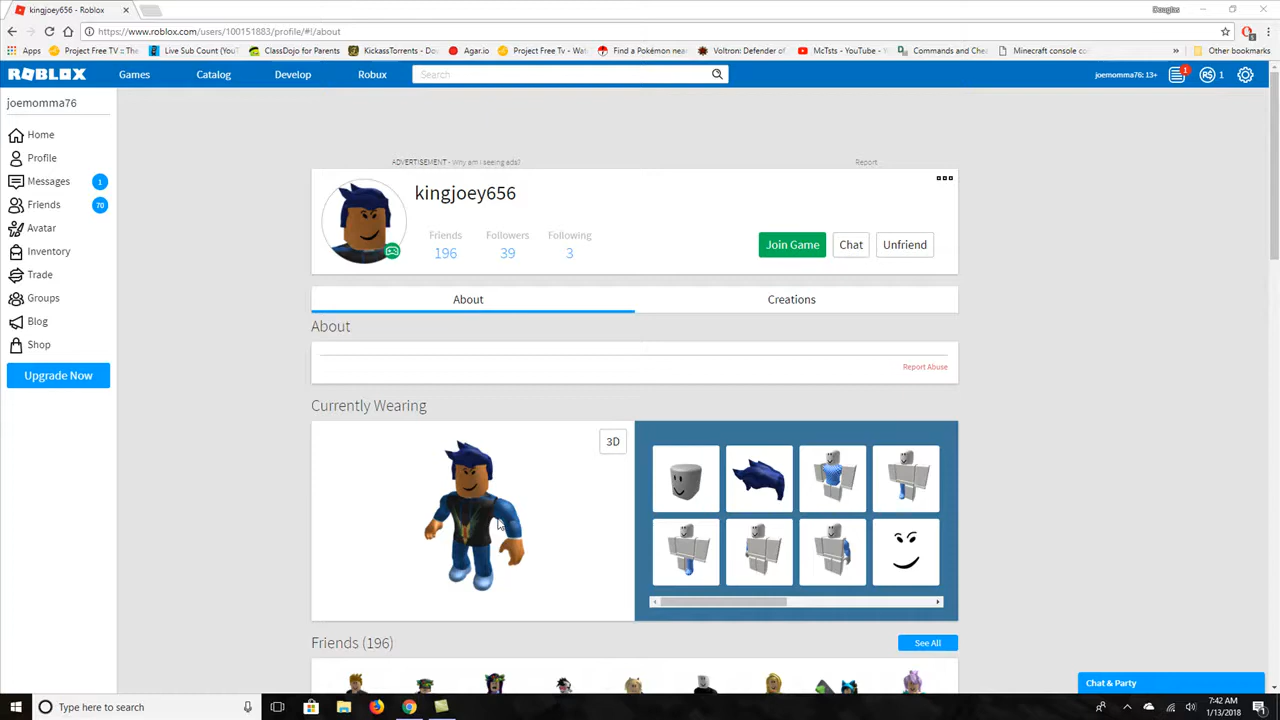 kingjoey656 - Roblox
Douglas
https://www.roblox.com/users/100151883/profile/#!/about
Apps Project Free TV :: The Live Sub Count (YouT ClassDojo for Parents KickassTorrents - Do Agar.io Project Free Tv - Wat Find a Pokémon nea Voltron: Defender of McTsts - YouTube - Commands and Chea Minecraft console co » Other bookmarks
ROBLOX Games Catalog Develop Robux Search joemomma76: 13+ 1 1
joemomma76
Home
Profile
Messages 1
Friends 70
Avatar
Inventory
Trade
Groups
Blog
Shop
Upgrade Now
ADVERTISEMENT - Why am I seeing ads? Report
kingjoey656
Friends Followers Following
196 39 3
Join Game Chat Unfriend
About Creations
About
Report Abuse
Currently Wearing
3D
Friends (196) See All
Chat & Party
Type here to search
7:42 AM
1/13/2018